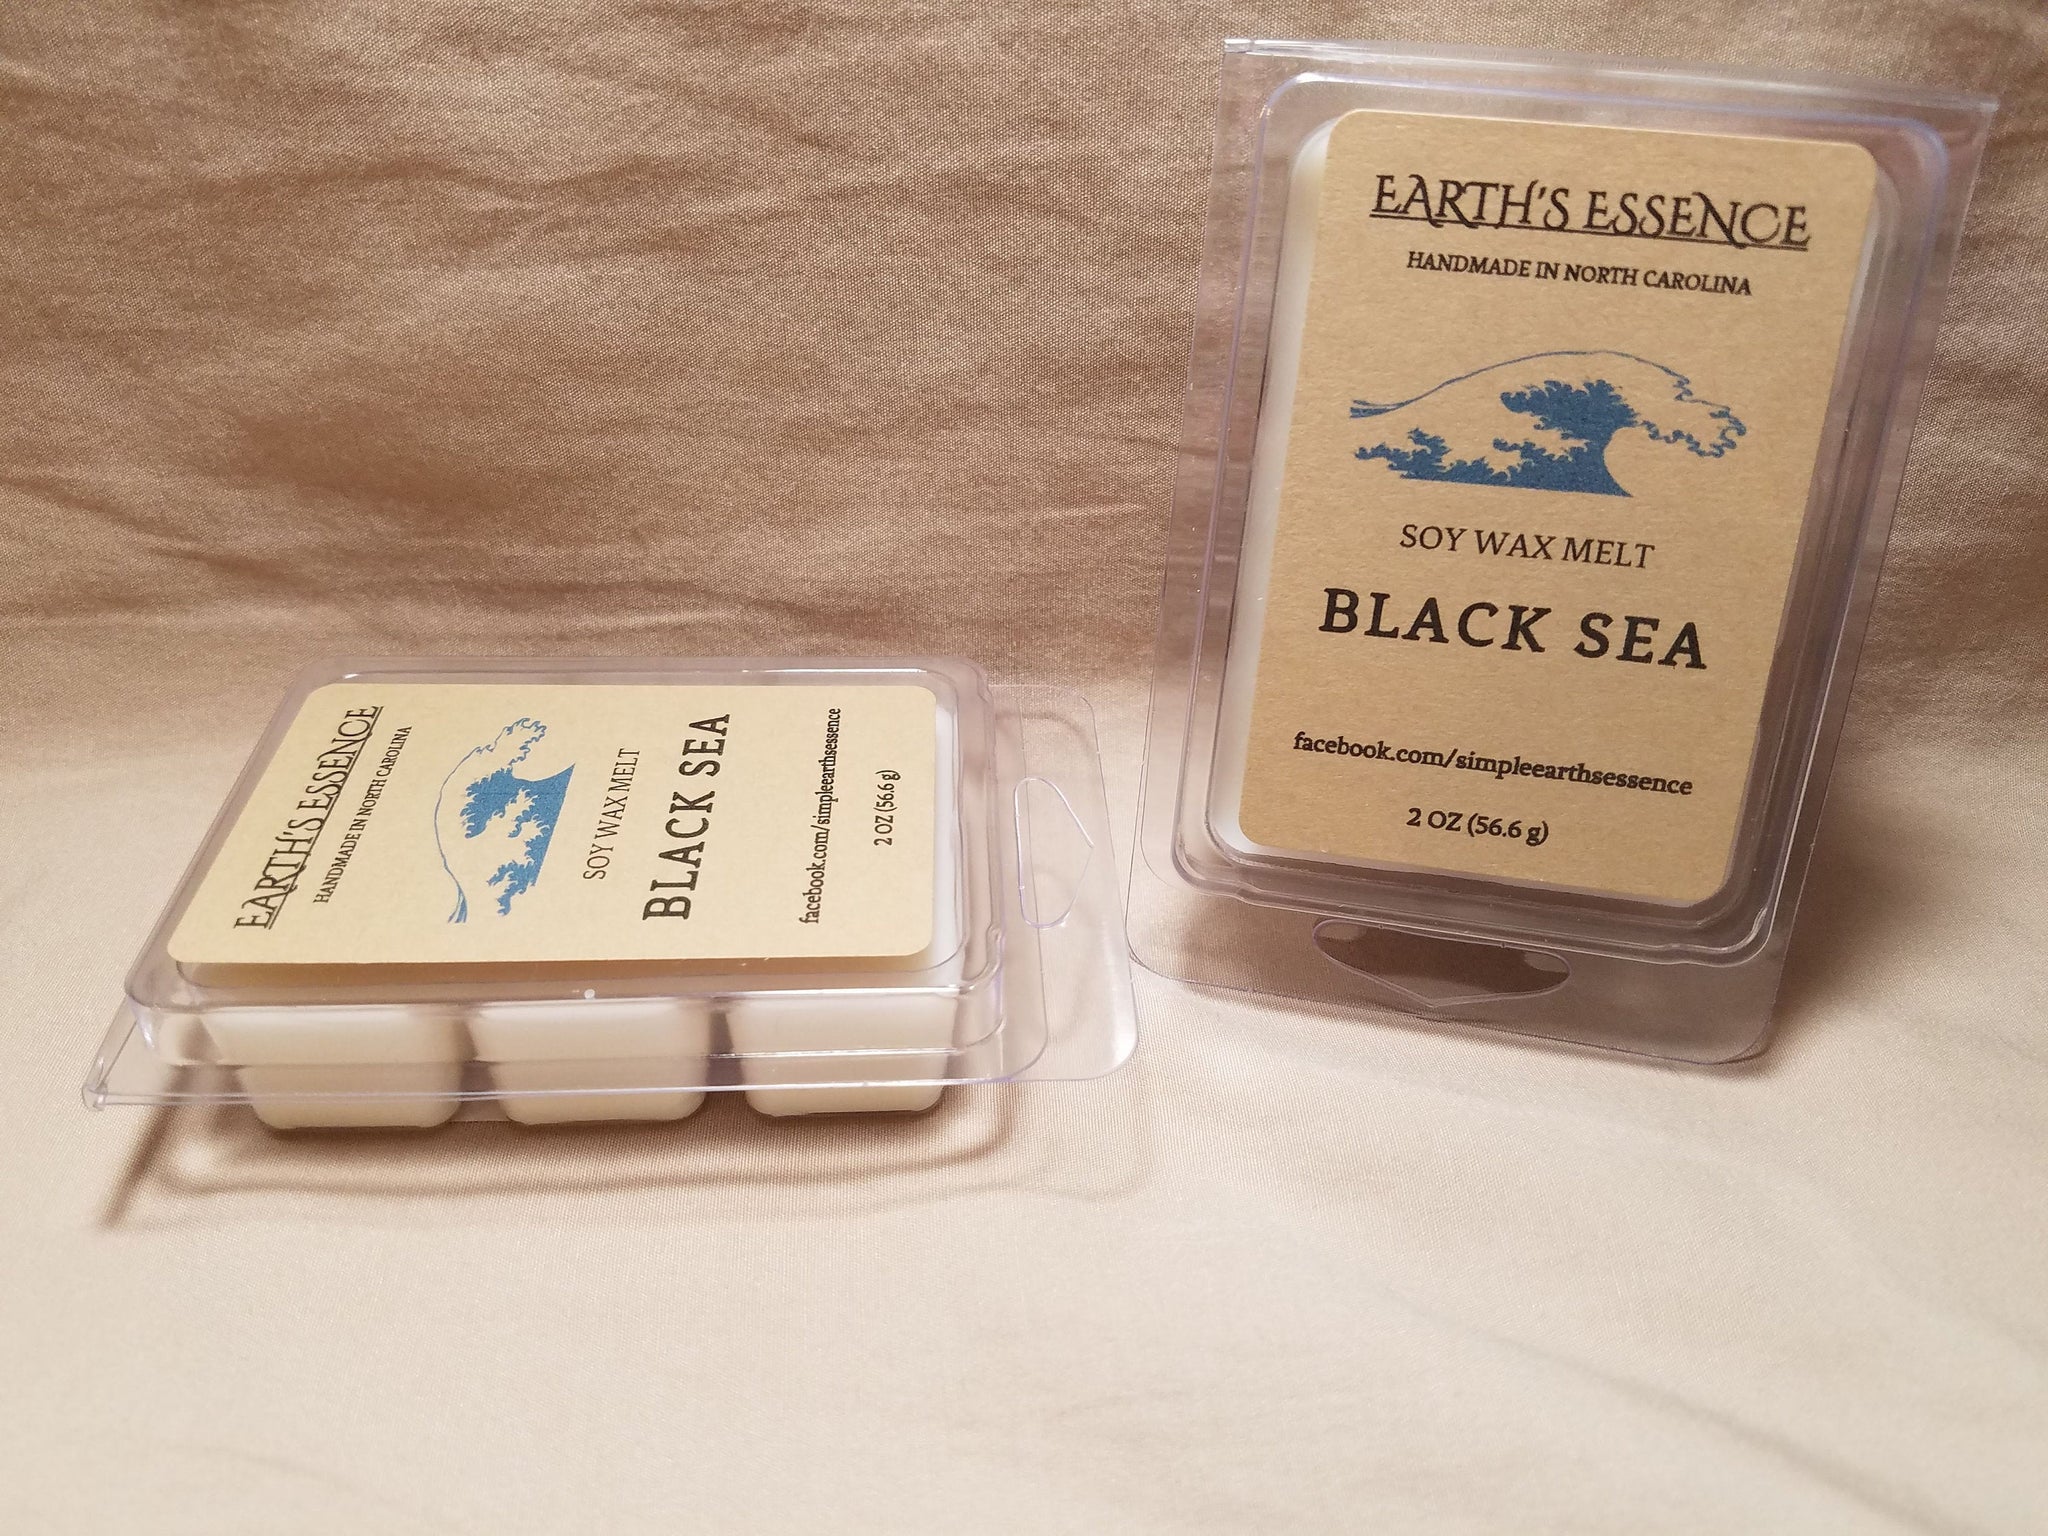 EARTH'S ESSENCE
HANDMADE IN NORTH CAROLINA
SOY WAX MELT
BLACK SEA
facebook.com/simpleearthsessence
2 OZ (56.6 g)
EARTH'S ESSENCE
HANDMADE IN NORTH CAROLINA
SOY WAX MELT
BLACK SEA
facebook.com/simpleearthsessence
2 OZ (56.6 g)